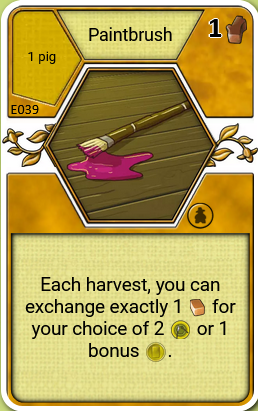 Paintbrush
1
1 pig
E039
Each harvest, you can
exchange exactly 1 for
your choice of 2 or 1
bonus .